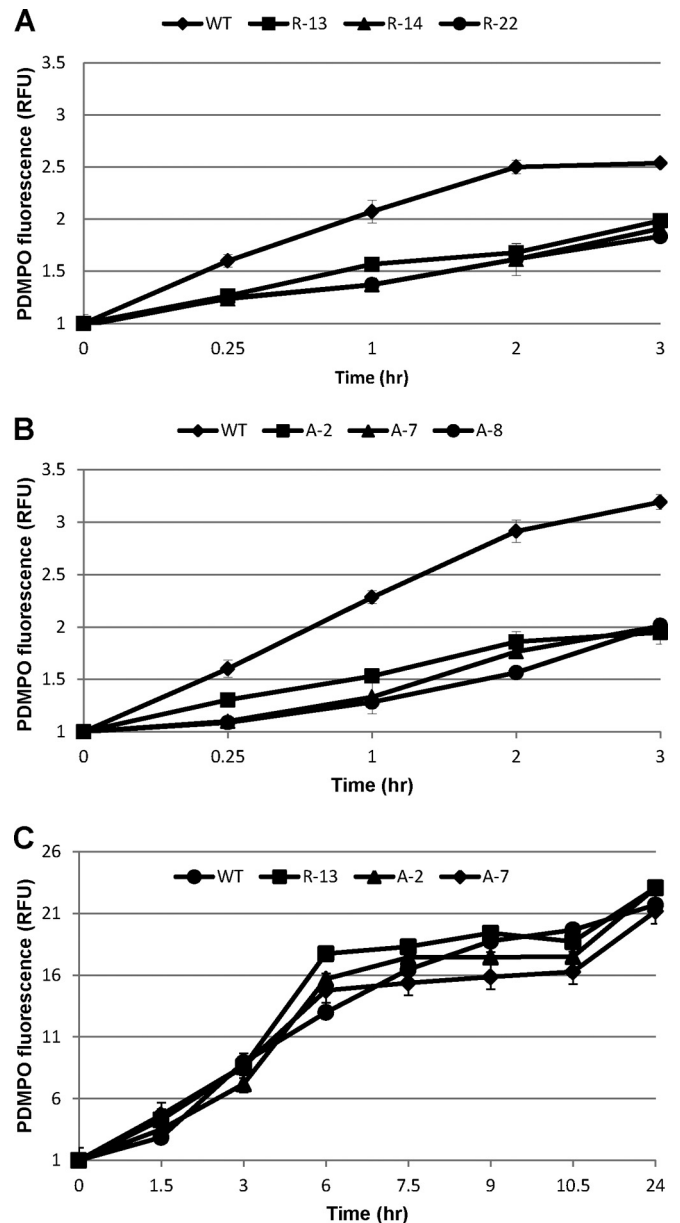 A
WT R-13 R-14 R-22
PDMPO fluorescence (RFU)
3.5
3
2.5
2
1.5
1
0 0.25 1 2 3
Time (hr)
B
WT A-2 A-7 A-8
PDMPO fluorescence (RFU)
3.5
3
2.5
2
1.5
1
0 0.25 1 2 3
Time (hr)
C
WT R-13 A-2 A-7
PDMPO fluorescence (RFU)
26
21
16
11
6
1
0 1.5 3 6 7.5 9 10.5 24
Time (hr)